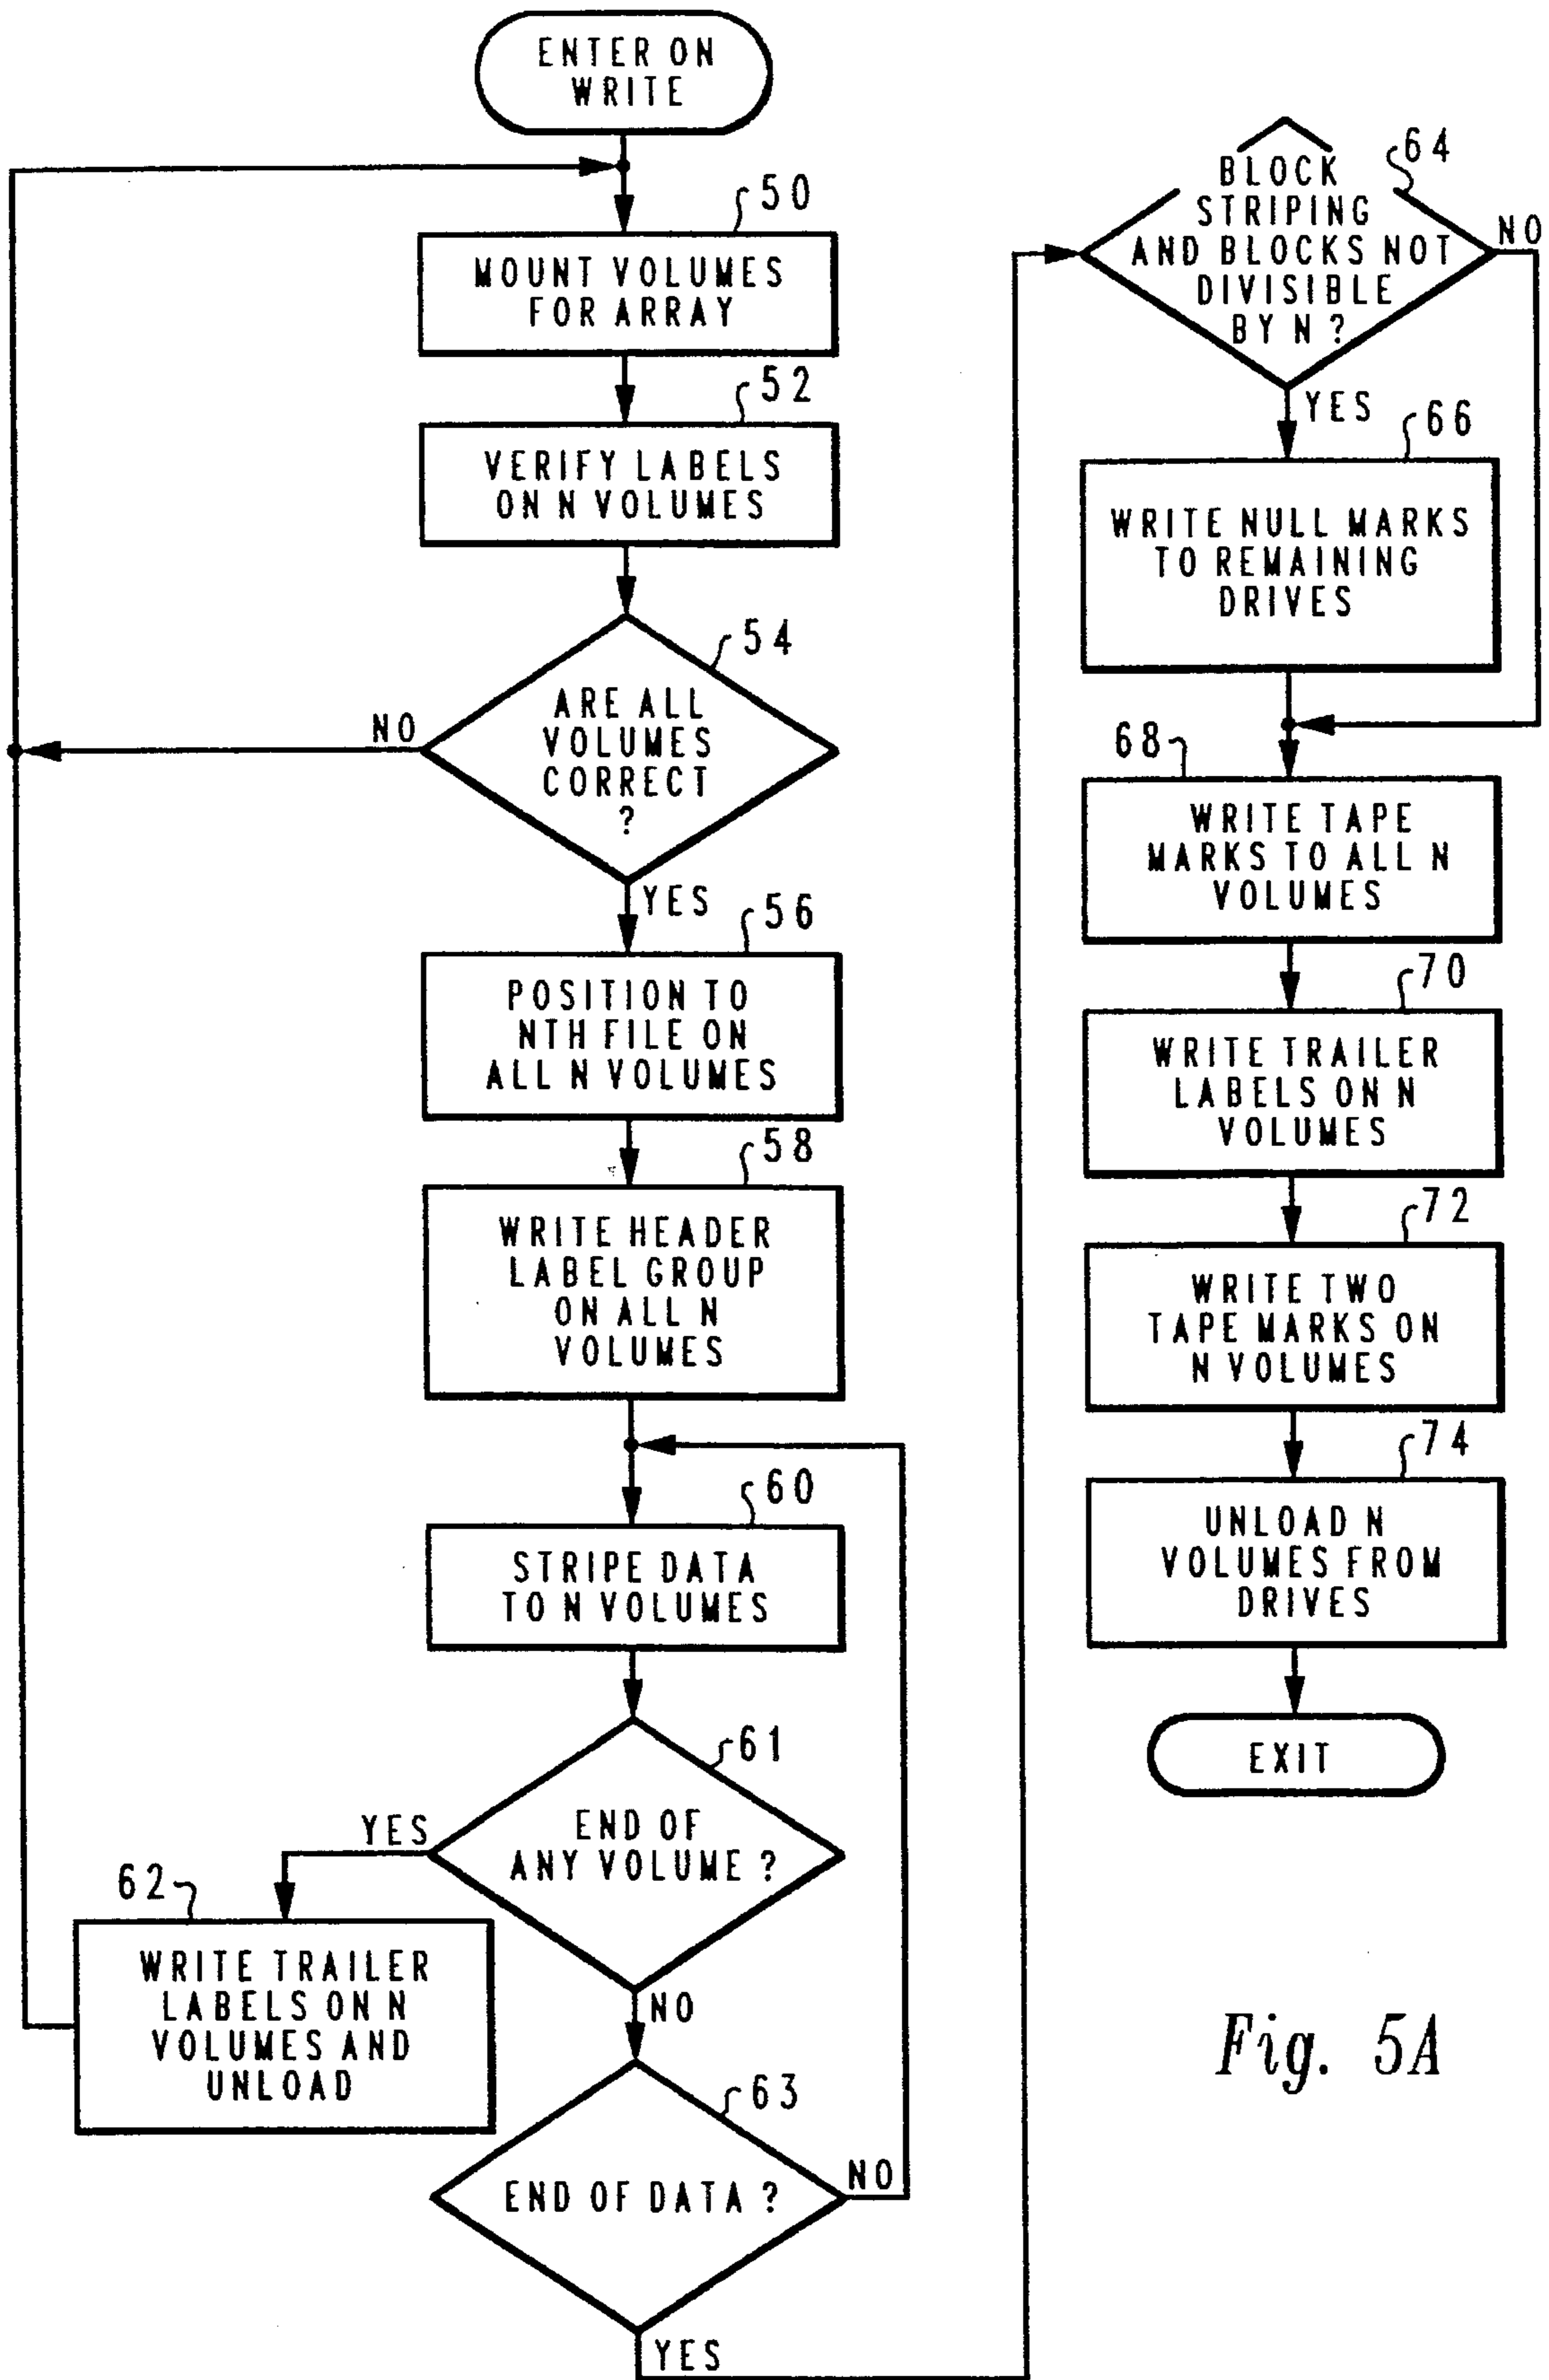 ENTER ON
WRITE
50
MOUNT VOLUMES
FOR ARRAY
52
VERIFY LABELS
ON N VOLUMES
54
ARE ALL
VOLUMES
CORRECT
?
NO
YES
56
POSITION TO
NTH FILE ON
ALL N VOLUMES
58
WRITE HEADER
LABEL GROUP
ON ALL N
VOLUMES
60
STRIPE DATA
TO N VOLUMES
61
END OF
ANY VOLUME ?
YES
62
WRITE TRAILER
LABELS ON N
VOLUMES AND
UNLOAD
NO
63
END OF DATA ?
NO
YES
64
BLOCK
STRIPING
AND BLOCKS NOT
DIVISIBLE
BY N ?
NO
YES
66
WRITE NULL MARKS
TO REMAINING
DRIVES
68
WRITE TAPE
MARKS TO ALL N
VOLUMES
70
WRITE TRAILER
LABELS ON N
VOLUMES
72
WRITE TWO
TAPE MARKS ON
N VOLUMES
74
UNLOAD N
VOLUMES FROM
DRIVES
EXIT
Fig. 5A